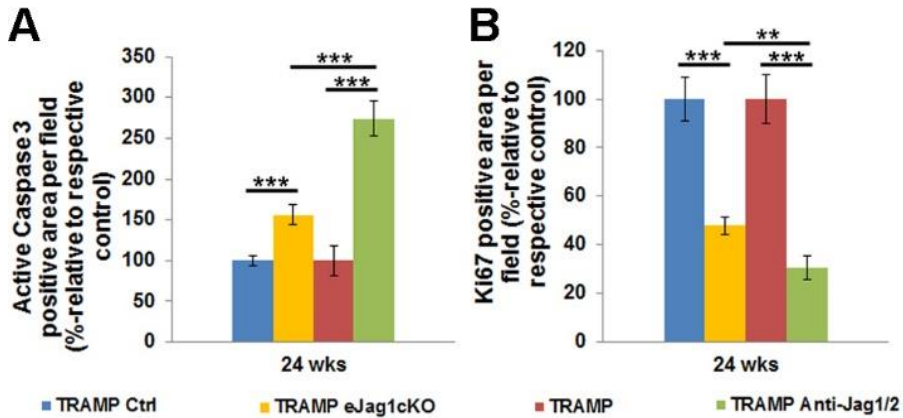 A
Active Caspase 3
positive area per field
(%-relative to respective
control)
350
300
250
200
150
100
50
0
***
***
***
24 wks
B
Ki67 positive area per
field (%-relative to
respective control)
120
100
80
60
40
20
0
**
***
***
24 wks
TRAMP Ctrl
TRAMP eJag1cKO
TRAMP
TRAMP Anti-Jag1/2